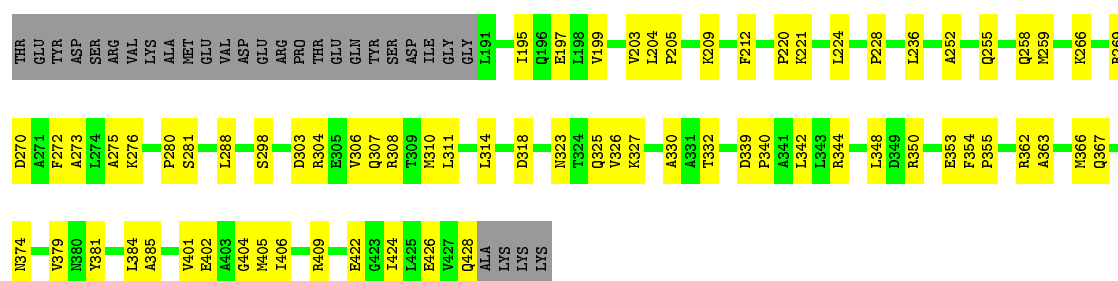 THR GLU TYR ASP SER ARG VAL LYS ALA MET GLU VAL ASP GLU ARG PRO THR GLU GLN TYR SER ASP ILE GLY GLY L191 I195 Q196 E197 L198 V199 V203 L204 P205 K209 F212 P220 K221 L224 P228 L236 A252 Q255 Q258 M259 K266 R269
D270 A271 F272 A273 L274 A275 K276 P280 S281 L288 S298 D303 R304 E305 V306 Q307 R308 T309 M310 L311 L314 D318 N323 T324 Q325 V326 K327 A330 A331 T332 D339 P340 A341 L342 L343 R344 L348 D349 R350 E353 F354 P355 R362 A363 M366 Q367
N374 V379 N380 Y381 L384 A385 V401 E402 A403 G404 M405 I406 R409 E422 G423 I424 L425 E426 V427 Q428 ALA LYS LYS LYS